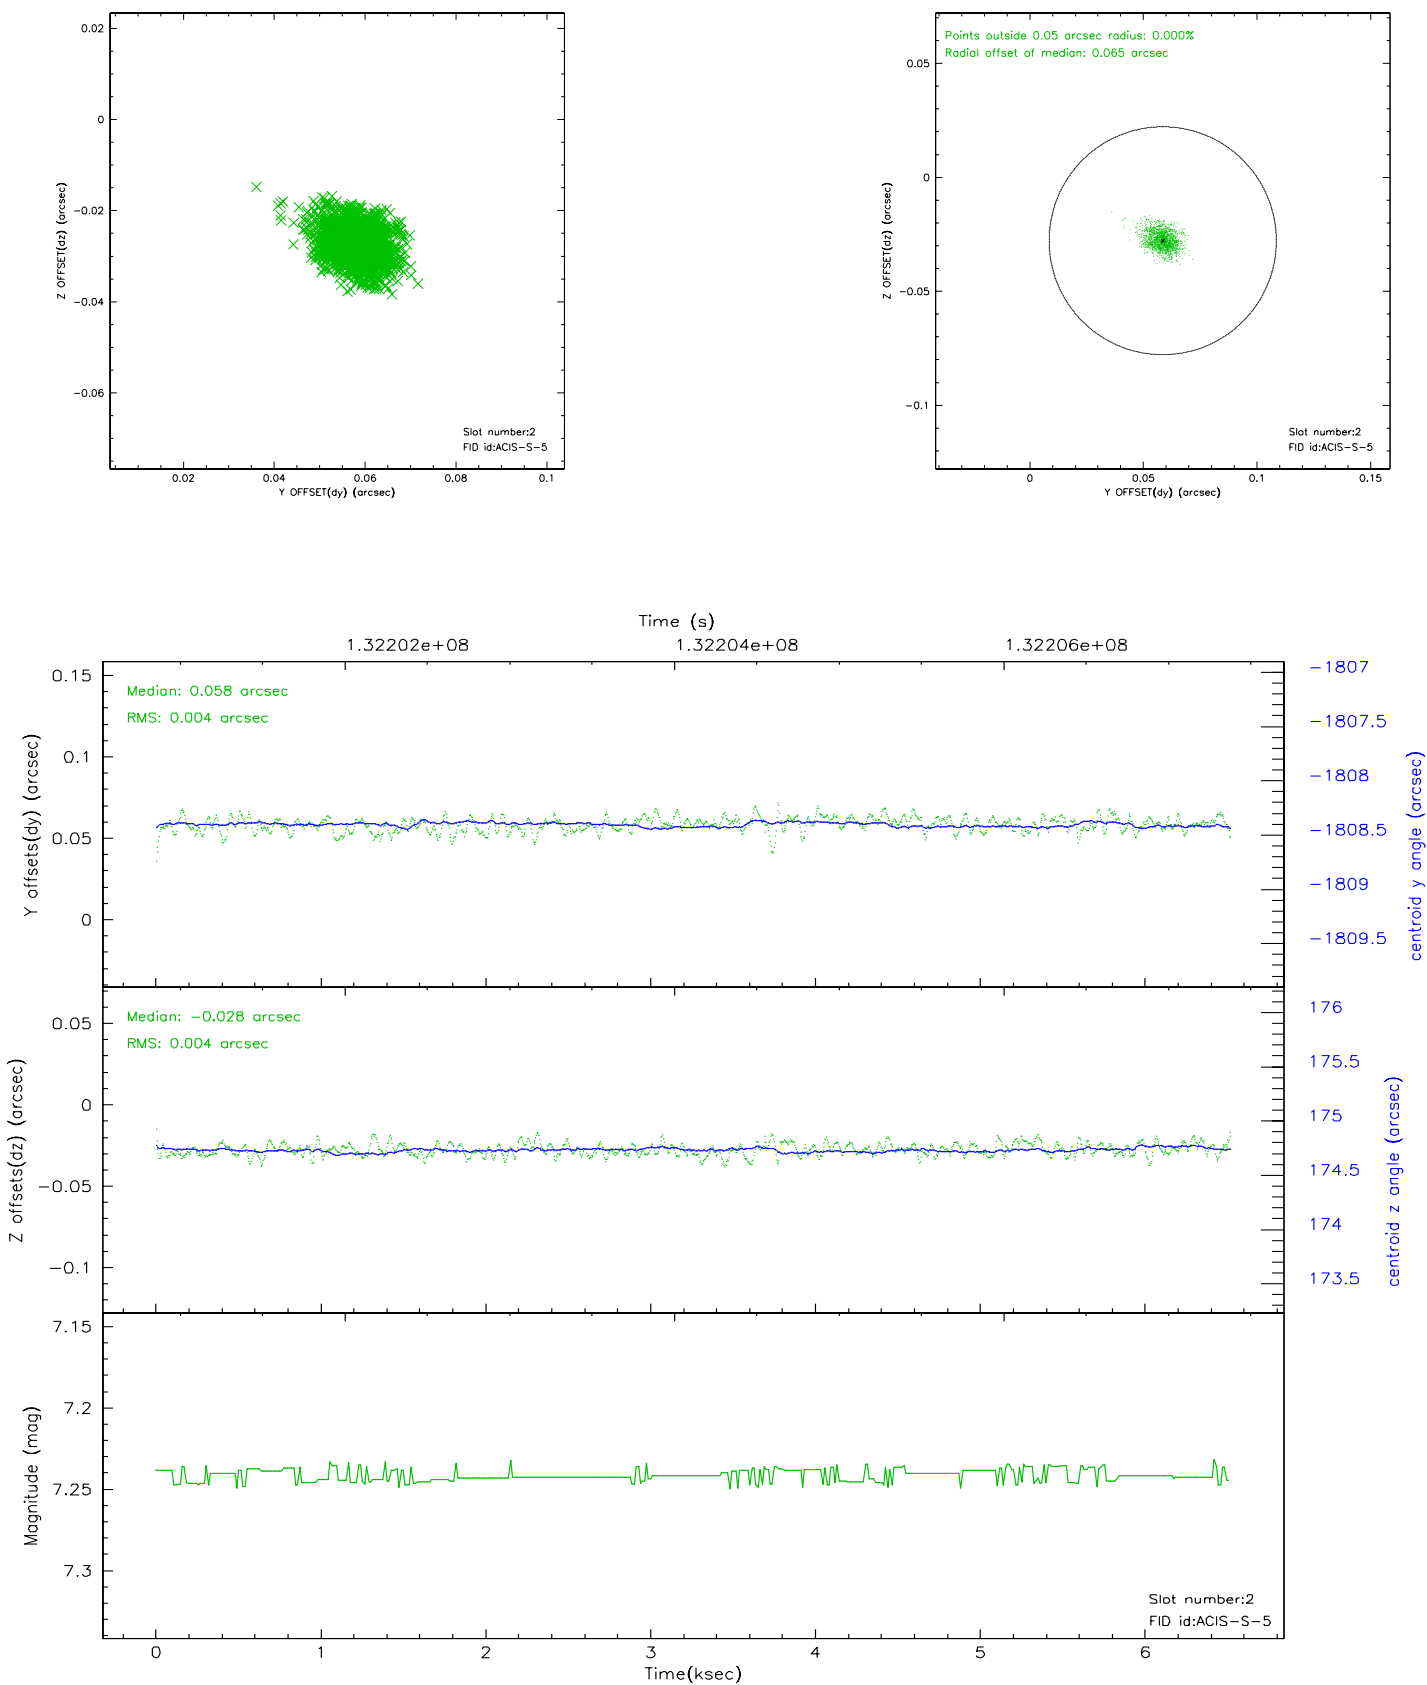 0.02
0
−0.02
−0.04
−0.06
Z OFFSET(dz) (arcsec)
Slot number:2
FID id:ACIS−S−5
0.02 0.04 0.06 0.08 0.1
Y OFFSET(dy) (arcsec)
Points outside 0.05 arcsec radius: 0.000%
Radial offset of median: 0.065 arcsec
0.05
0
−0.05
−0.1
Z OFFSET(dz) (arcsec)
Slot number:2
FID id:ACIS−S−5
0 0.05 0.1 0.15
Y OFFSET(dy) (arcsec)
Time (s)
1.32202e+08 1.32204e+08 1.32206e+08
Median: 0.058 arcsec
RMS: 0.004 arcsec
0.15
0.1
0.05
0
Y offsets(dy) (arcsec)
−1807
−1807.5
−1808
−1808.5
−1809
−1809.5
centroid y angle (arcsec)
Median: −0.028 arcsec
RMS: 0.004 arcsec
0.05
0
−0.05
−0.1
Z offsets(dz) (arcsec)
176
175.5
175
174.5
174
173.5
centroid z angle (arcsec)
7.15
7.2
7.25
7.3
Magnitude (mag)
Slot number:2
FID id:ACIS−S−5
0 1 2 3 4 5 6
Time(ksec)